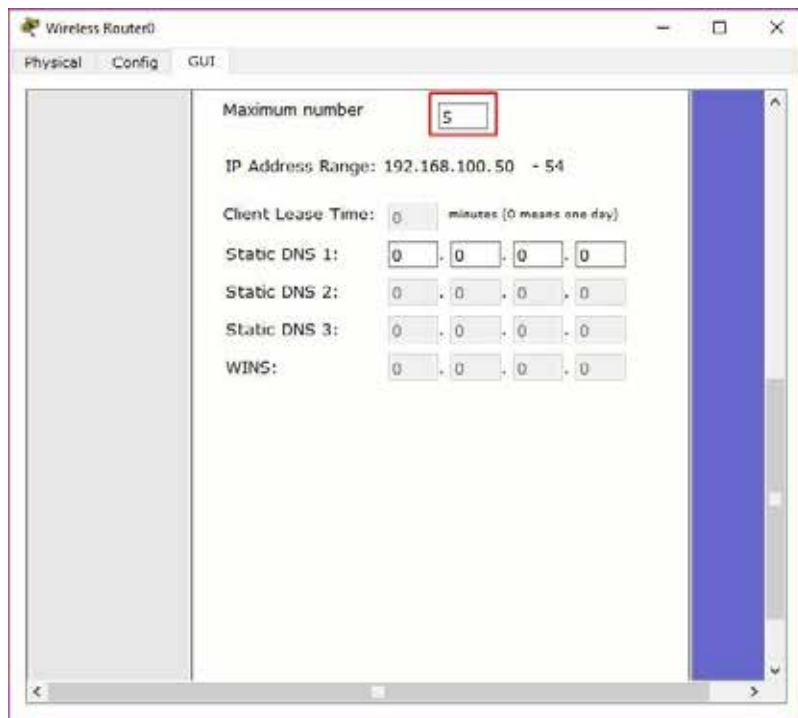 Wireless Router0
Physical Config GUI
Maximum number 5
IP Address Range: 192.168.100.50 - 54
Client Lease Time: 0 minutes (0 means one day)
Static DNS 1: 0 . 0 . 0 . 0
Static DNS 2: 0 . 0 . 0 . 0
Static DNS 3: 0 . 0 . 0 . 0
WINS: 0 . 0 . 0 . 0